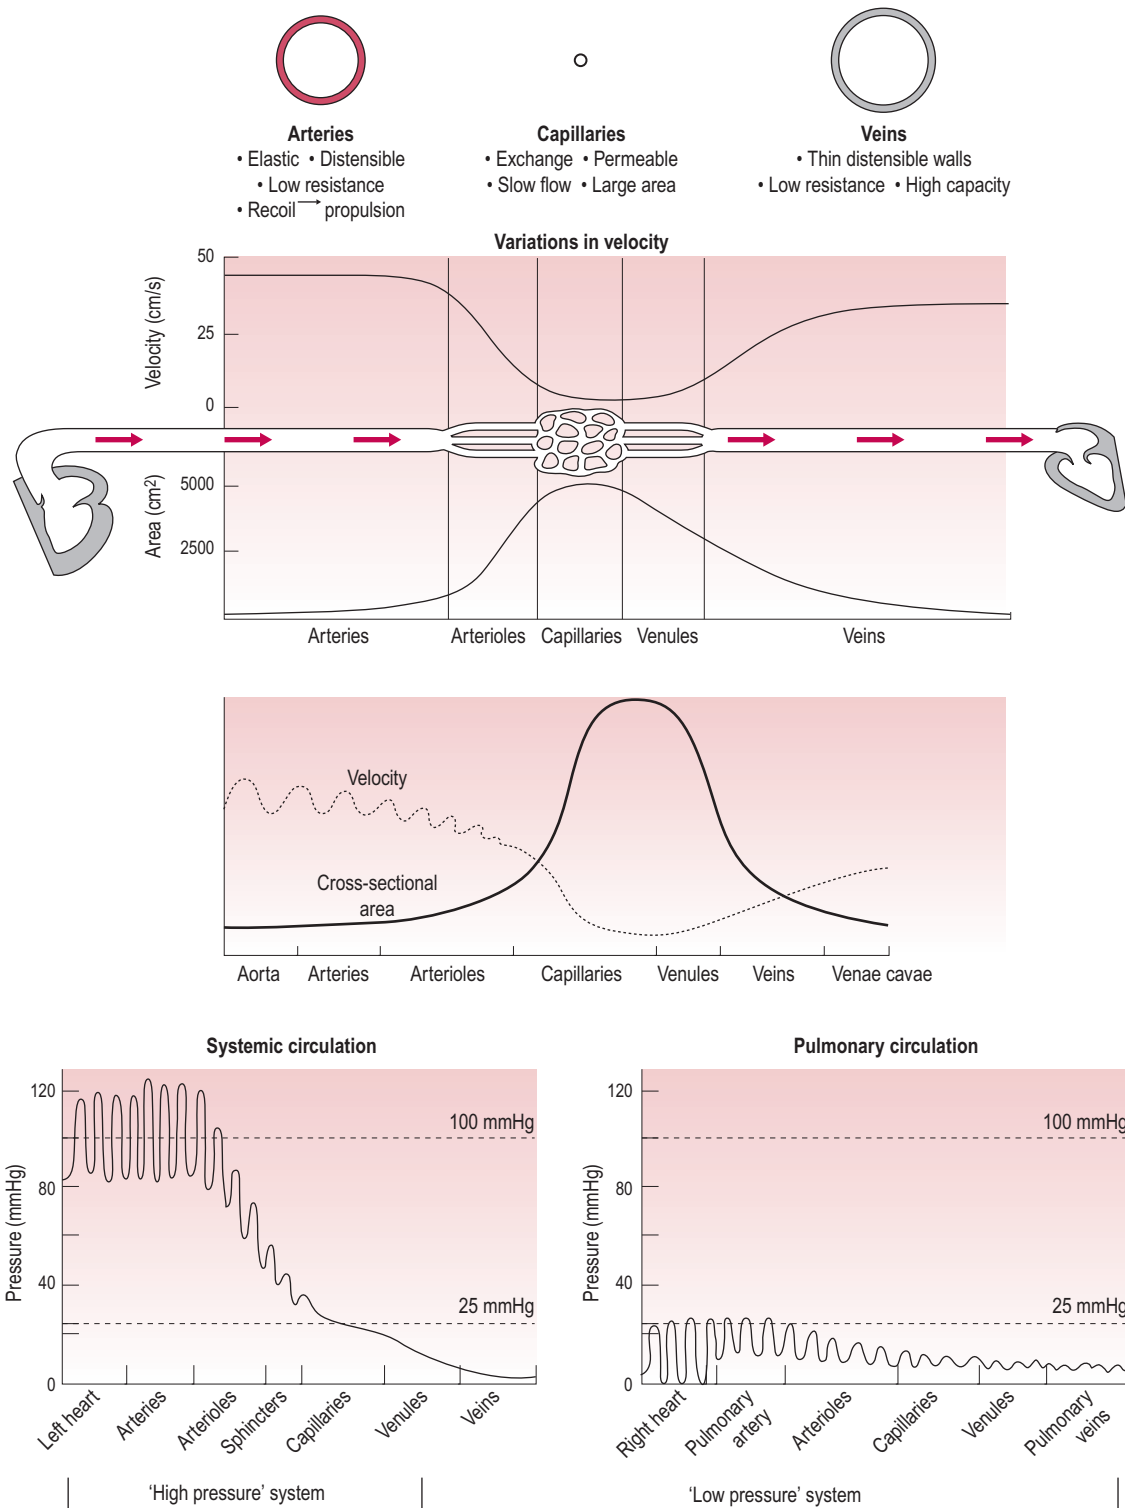 Arteries
• Elastic • Distensible
• Low resistance
• Recoil → propulsion
Capillaries
• Exchange • Permeable
• Slow flow • Large area
Veins
• Thin distensible walls
• Low resistance • High capacity
Variations in velocity
Velocity (cm/s)
50
25
0
Area (cm²)
5000
2500
Arteries Arterioles Capillaries Venules Veins
Velocity
Cross-sectional
area
Aorta Arteries Arterioles Capillaries Venules Veins Venae cavae
Systemic circulation
Pressure (mmHg)
120
80
40
0
100 mmHg
25 mmHg
Left heart
Arteries
Arterioles
Sphincters
Capillaries
Venules
Veins
Pulmonary circulation
Pressure (mmHg)
120
80
40
0
100 mmHg
25 mmHg
Right heart
Pulmonary
artery
Arterioles
Capillaries
Venules
Pulmonary
veins
'High pressure' system
'Low pressure' system